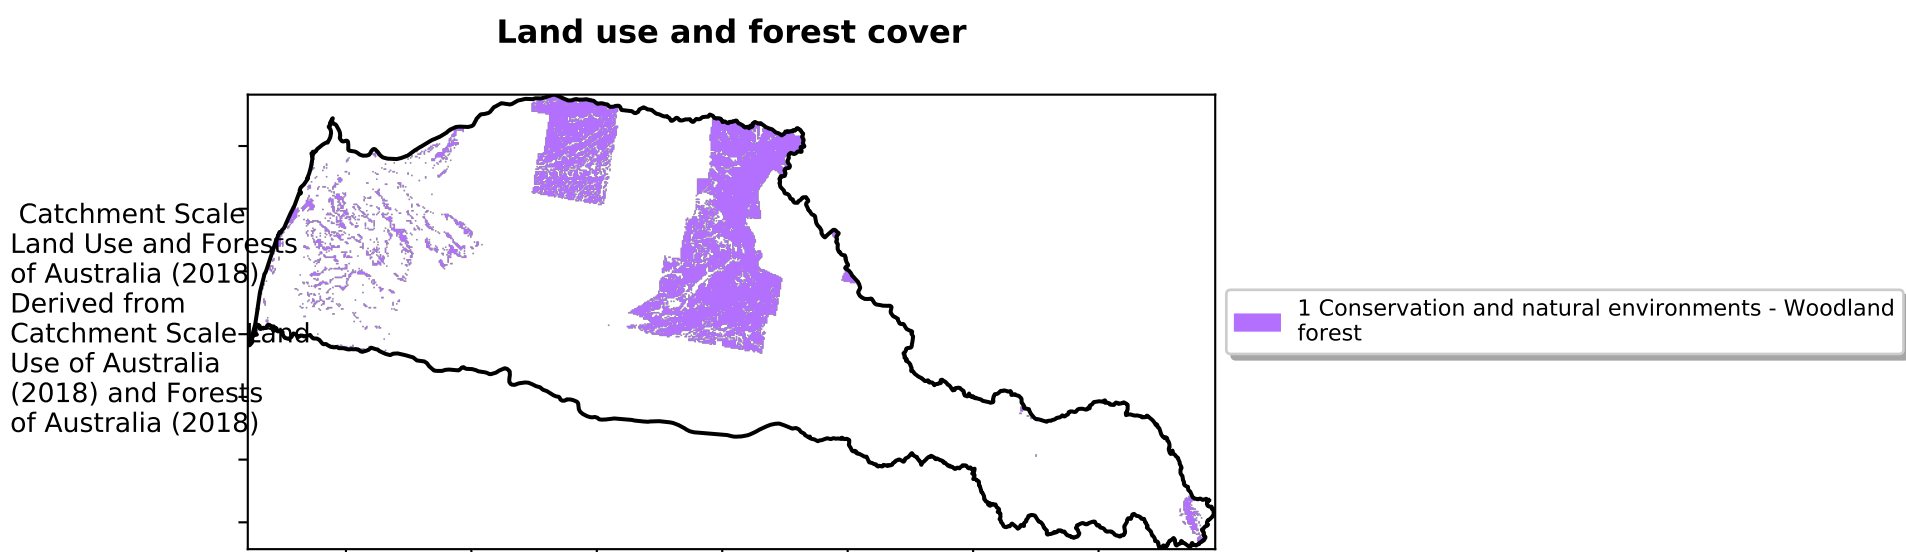 Land use and forest cover
Catchment Scale
Land Use and Forests
of Australia (2018)
Derived from
Catchment Scale Land
Use of Australia
(2018) and Forests
of Australia (2018)
1 Conservation and natural environments - Woodland
forest